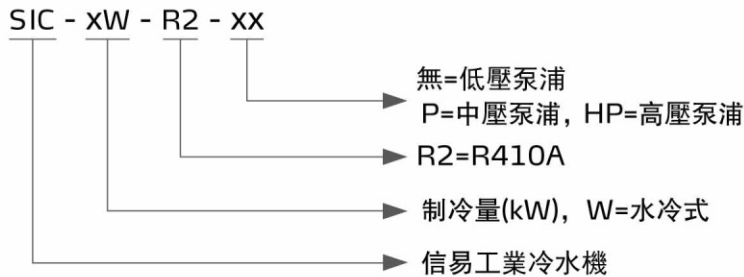 SIC - xW - R2 - xx
無=低壓泵浦
P=中壓泵浦, HP=高壓泵浦
R2=R410A
制冷量(kW), W=水冷式
信易工業冷水機